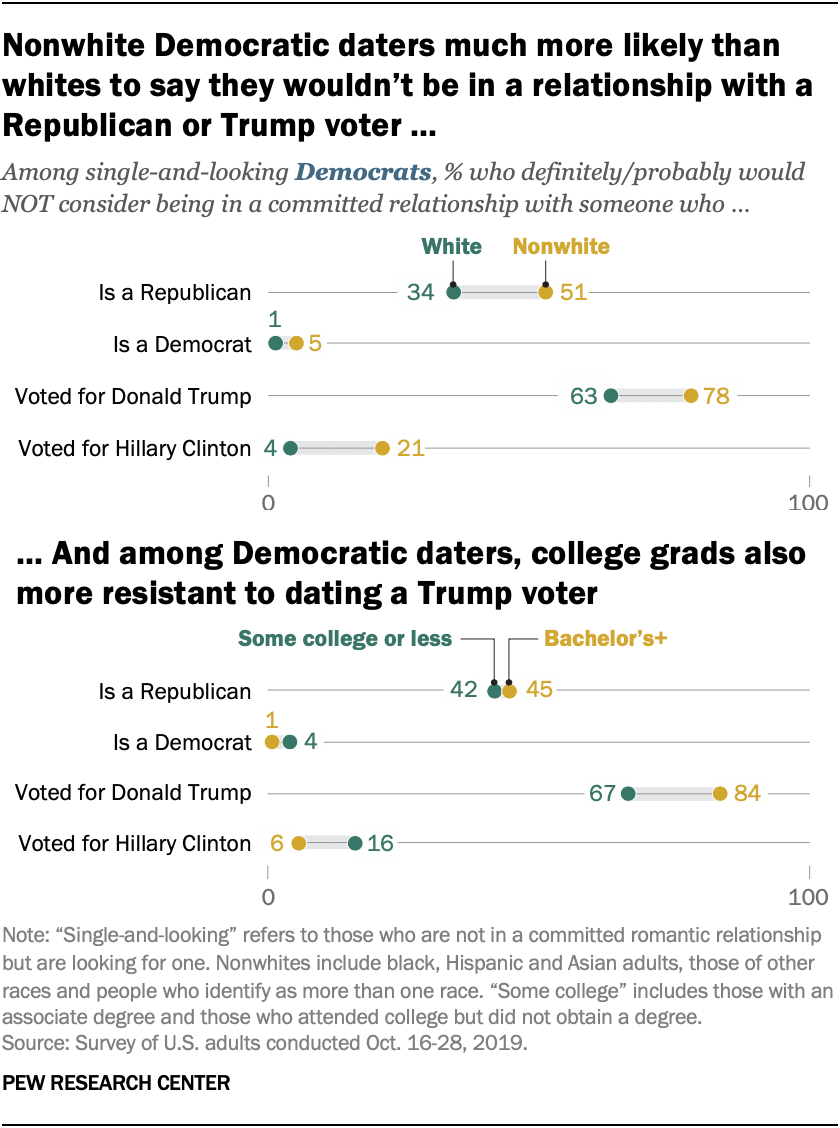 Nonwhite Democratic daters much more likely than
whites to say they wouldn’t be in a relationship with a
Republican or Trump voter ...
Among single-and-looking Democrats, % who definitely/probably would
NOT consider being in a committed relationship with someone who ...
White Nonwhite
Is a Republican 34 51
1
Is a Democrat 5
Voted for Donald Trump 63 78
Voted for Hillary Clinton 4 21
0 100
... And among Democratic daters, college grads also
more resistant to dating a Trump voter
Some college or less Bachelor’s+
Is a Republican 42 45
1
Is a Democrat 4
Voted for Donald Trump 67 84
Voted for Hillary Clinton 6 16
0 100
Note: “Single-and-looking” refers to those who are not in a committed romantic relationship
but are looking for one. Nonwhites include black, Hispanic and Asian adults, those of other
races and people who identify as more than one race. “Some college” includes those with an
associate degree and those who attended college but did not obtain a degree.
Source: Survey of U.S. adults conducted Oct. 16-28, 2019.
PEW RESEARCH CENTER